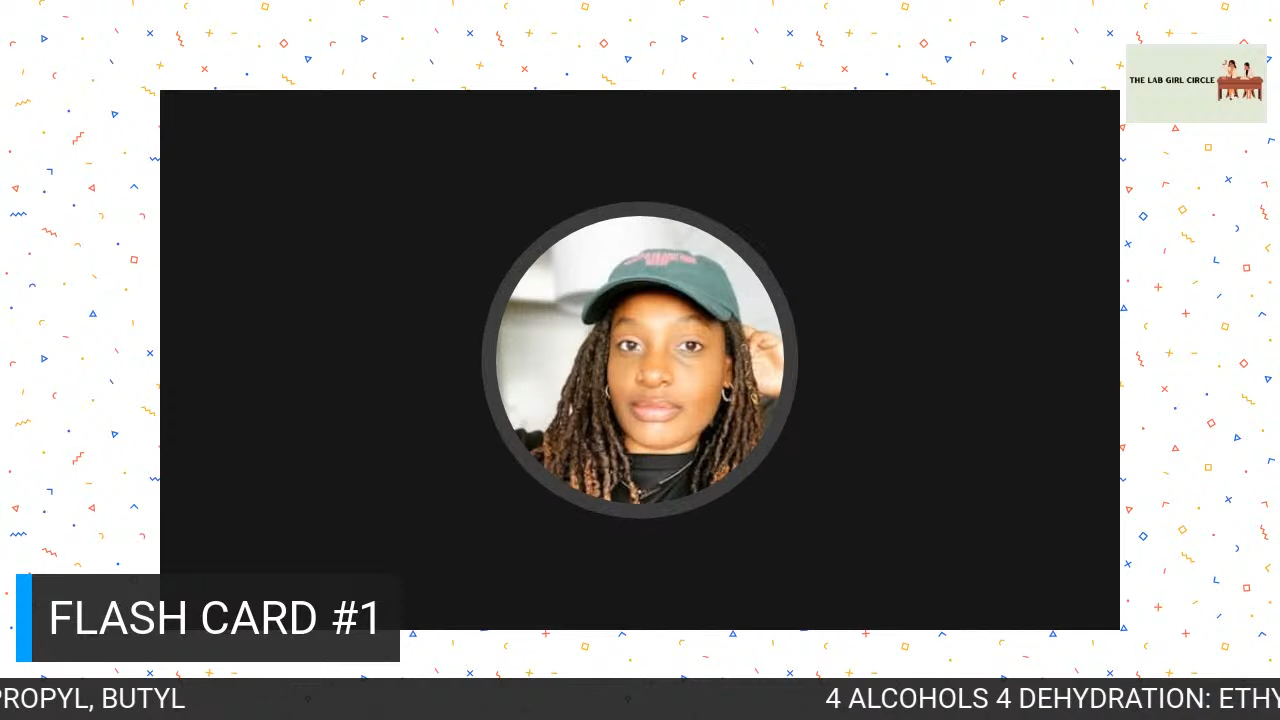 THE LAB GIRL CIRCLE
FLASH CARD #1
PROPYL, BUTYL
4 ALCOHOLS 4 DEHYDRATION: ETHY